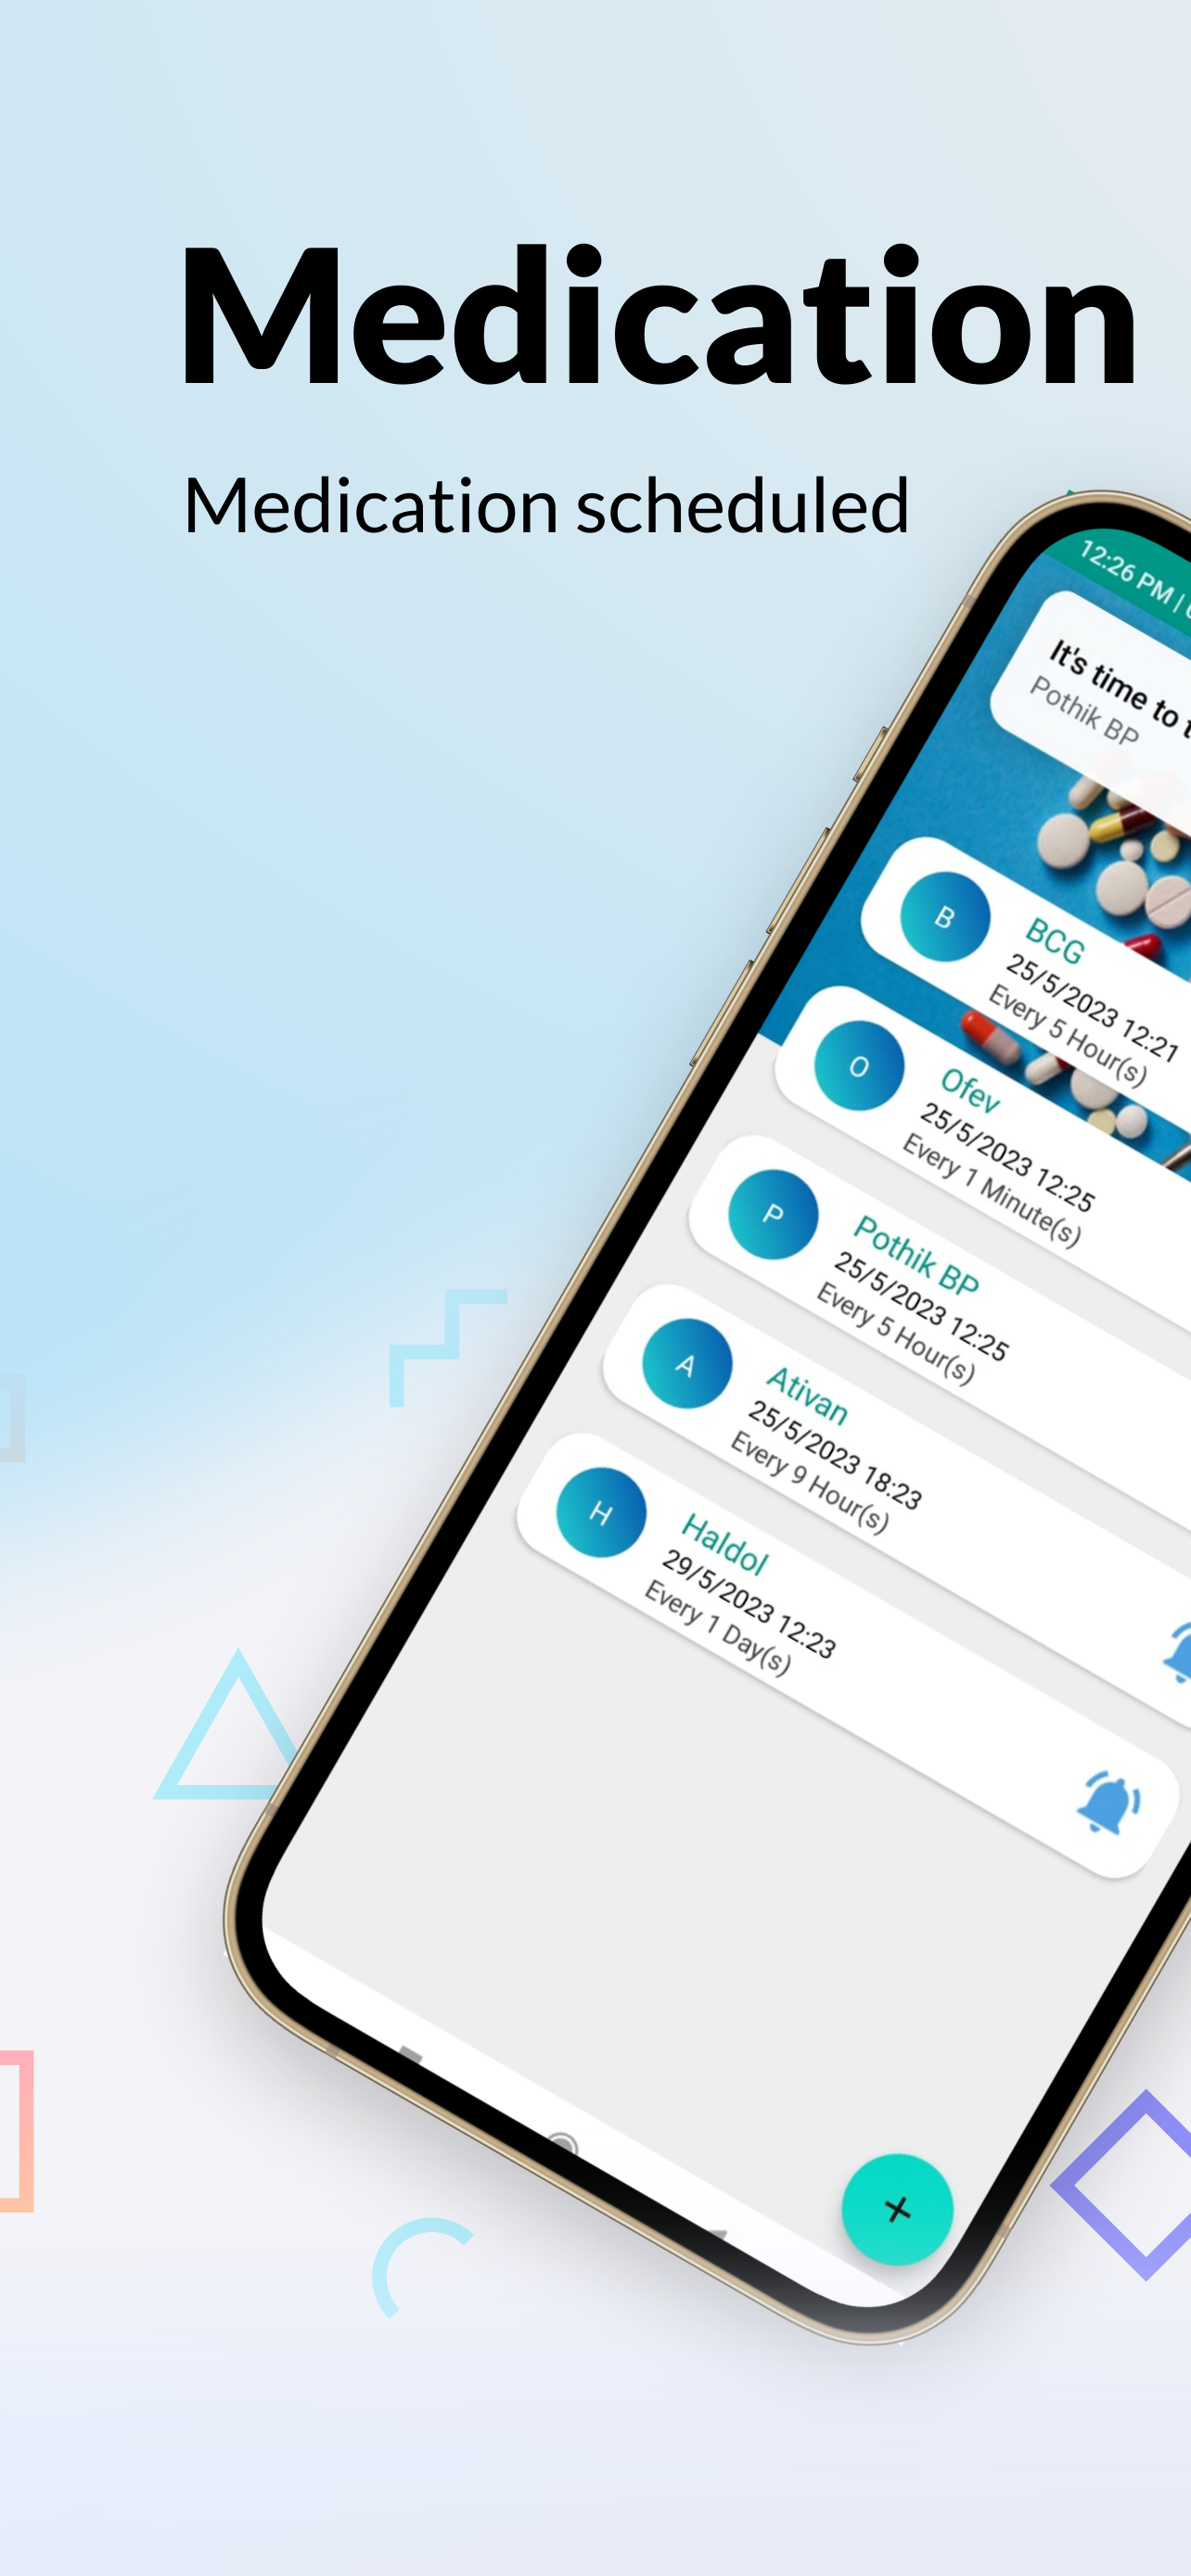 Medication
Medication scheduled
12:26 PM |
It's time to
Pothik BP
B
BCG
25/5/2023 12:21
Every 5 Hour(s)
O
Ofev
25/5/2023 12:25
Every 1 Minute(s)
P
Pothik BP
25/5/2023 12:25
Every 5 Hour(s)
A
Ativan
25/5/2023 18:23
Every 9 Hour(s)
H
Haldol
29/5/2023 12:23
Every 1 Day(s)
+